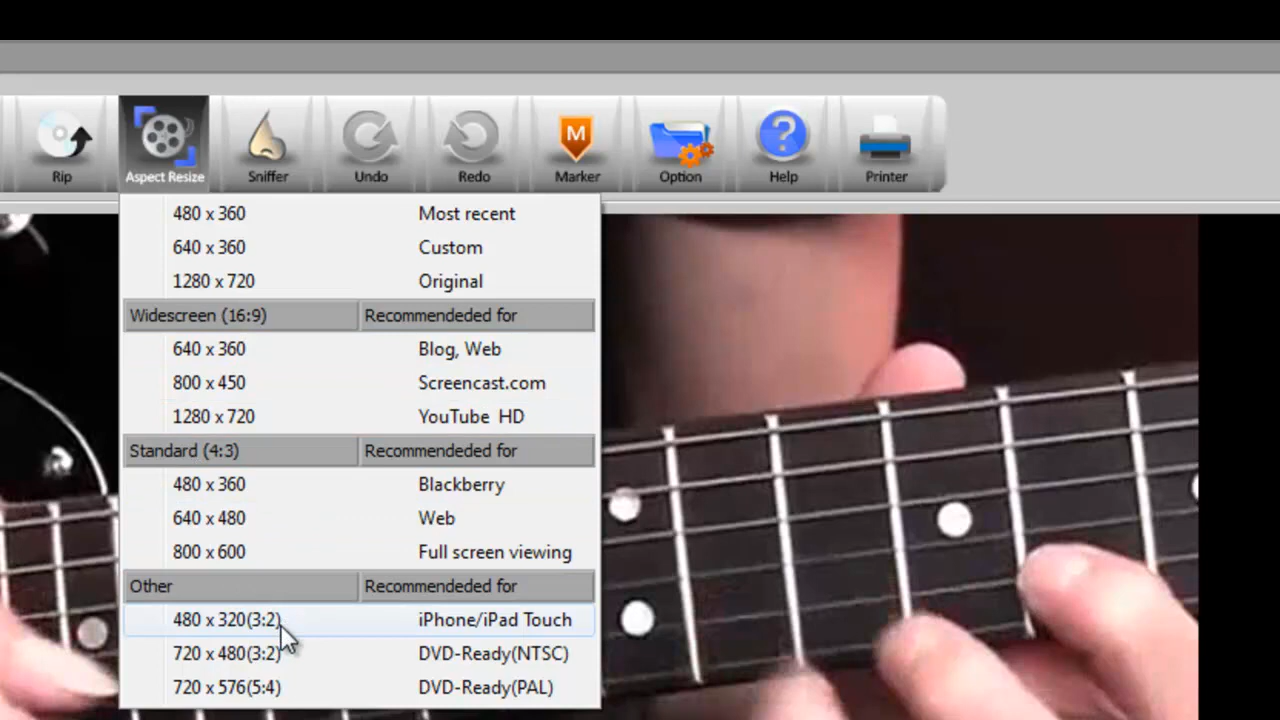 Rip Aspect Resize Sniffer Undo Redo M Marker Option ? Help Printer
480 x 360 Most recent
640 x 360 Custom
1280 x 720 Original
Widescreen (16:9) Recommendeded for
640 x 360 Blog, Web
800 x 450 Screencast.com
1280 x 720 YouTube HD
Standard (4:3) Recommendeded for
480 x 360 Blackberry
640 x 480 Web
800 x 600 Full screen viewing
Other Recommendeded for
480 x 320(3:2) iPhone/iPad Touch
720 x 480(3:2) DVD-Ready(NTSC)
720 x 576(5:4) DVD-Ready(PAL)